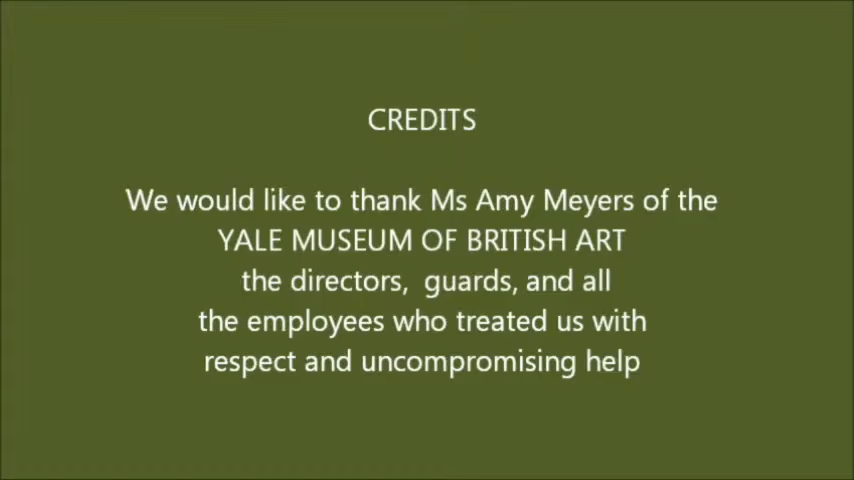 CREDITS
We would like to thank Ms Amy Meyers of the
YALE MUSEUM OF BRITISH ART
the directors,  guards, and all
the employees who treated us with
respect and uncompromising help